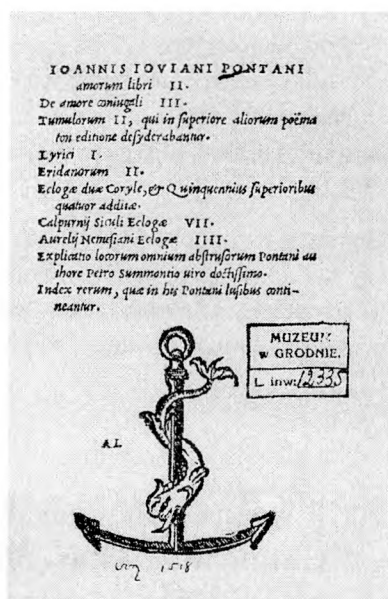 IOANNIS IOVIANI PONTANI
amorum libri II.
De amore coniugali III.
Tumulorum II, qui in superiore aliorum poëma
ton editione desyderabantur.
Lyrici I.
Eridanorum II.
Eclogæ duæ Coryle, & Quinquennius superioribus
quatuor additæ.
Calpurnij Siculi Eclogæ VII.
Aurelij Nemesiani Eclogæ IIII.
Explicatio locorum omnium abstrusorum Pontani au
thore Petro Summontio uiro doctissimo.
Index rerum, quæ in his Pontani lusibus conti-
neantur.
MUZEUM
w GRODNIE.
L. inw: 12335
A L
1518